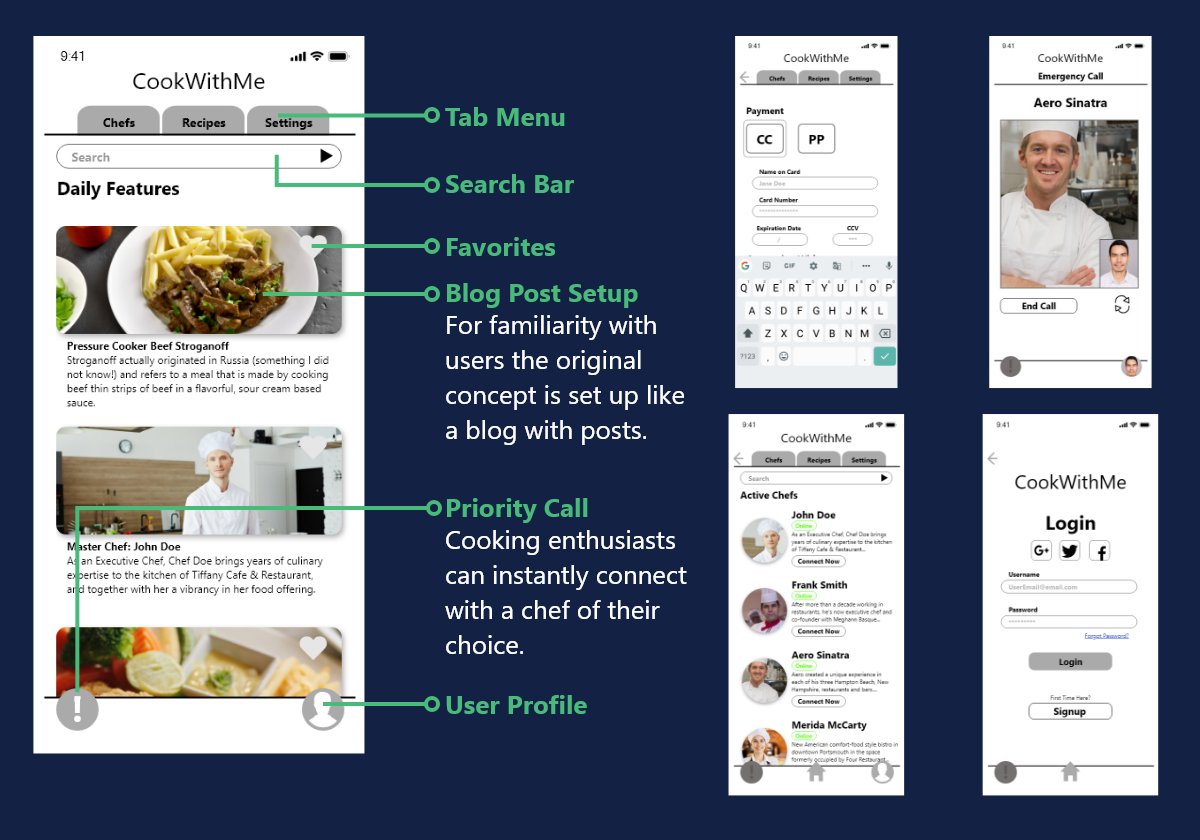 9:41
CookWithMe
Chefs Recipes Settings
Search
Daily Features
Pressure Cooker Beef Stroganoff
Stroganoff actually originated in Russia (something I did
not know!) and refers to a meal that is made by cooking
beef thin strips of beef in a flavorful, sour cream based
sauce.
Master Chef: John Doe
As an Executive Chef, Chef Doe brings years of culinary
expertise to the kitchen of Tiffany Cafe & Restaurant,
and together with her a vibrancy in her food offering.
!
Tab Menu
Search Bar
Favorites
Blog Post Setup
For familiarity with
users the original
concept is set up like
a blog with posts.
Priority Call
Cooking enthusiasts
can instantly connect
with a chef of their
choice.
User Profile
9:41
CookWithMe
Chefs Recipes Settings
Payment
CC PP
Name on Card
Jane Doe
Card Number
Expiration Date CCV
/ ***
G GIF
Q W E R T Y U I O P
A S D F G H J K L
Z X C V B N M
?123 , .
9:41
CookWithMe
Emergency Call
Aero Sinatra
End Call
!
9:41
CookWithMe
Chefs Recipes Settings
Search
Active Chefs
John Doe
Online
As an Executive Chef, Chef Doe brings
years of culinary expertise to the kitchen
of Tiffany Cafe & Restaurant...
Connect Now
Frank Smith
Online
After more than a decade working in
restaurants, he's now executive chef and
co-founder with Meghann Basque...
Connect Now
Aero Sinatra
Online
Aero created a unique experience in
each of his three Hampton Beach, New
Hampshire, restaurants and bars....
Connect Now
Merida McCarty
Online
New American comfort-food style bistro in
downtown Portsmouth in the space
formerly occupied by Four Restaurant...
!
9:41
CookWithMe
Login
G+ f
Username
UserEmail@email.com
Password
**********
Forgot Password?
Login
First Time Here?
Signup
!